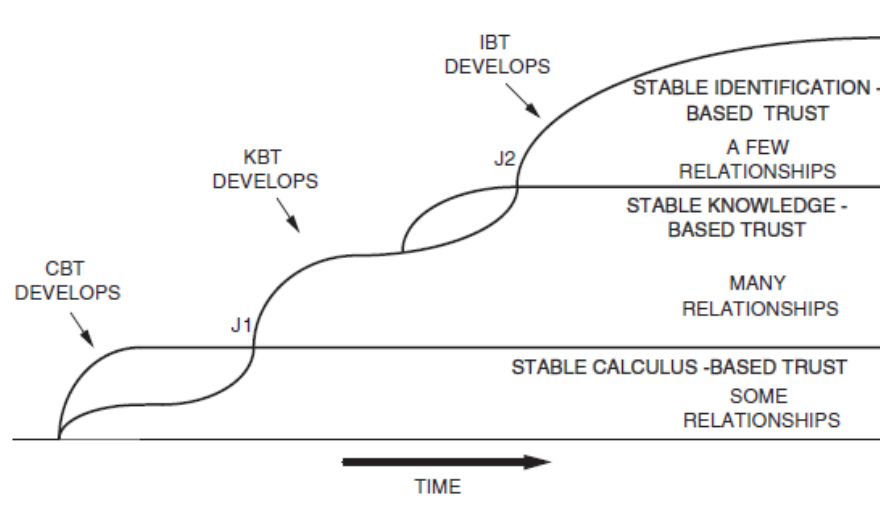 IBT
DEVELOPS
STABLE IDENTIFICATION -
BASED TRUST
A FEW
RELATIONSHIPS
J2
KBT
DEVELOPS
STABLE KNOWLEDGE -
BASED TRUST
MANY
RELATIONSHIPS
CBT
DEVELOPS
J1
STABLE CALCULUS -BASED TRUST
SOME
RELATIONSHIPS
TIME